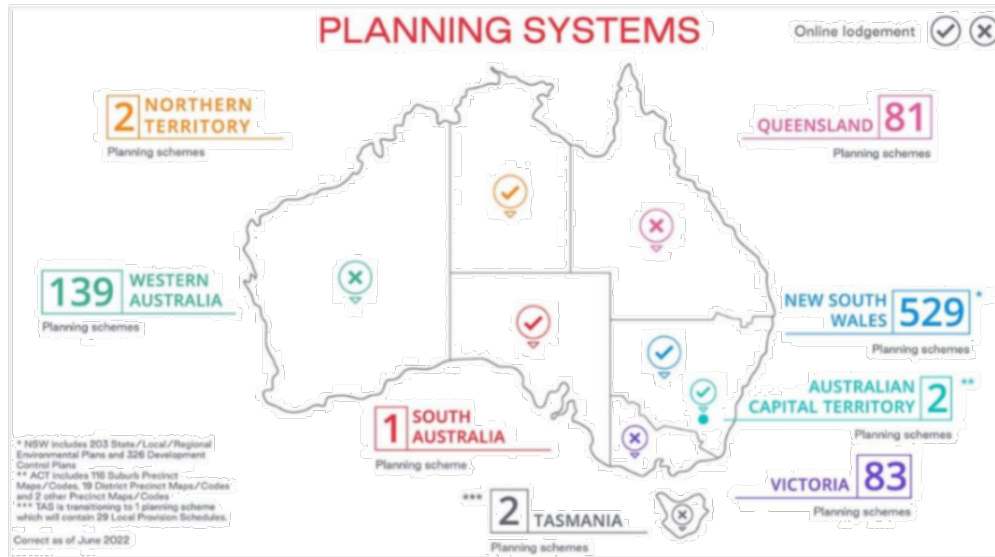 PLANNING SYSTEMS
Online lodgement
2 NORTHERN
TERRITORY
Planning schemes
QUEENSLAND 81
Planning schemes
139 WESTERN
AUSTRALIA
Planning schemes
NEW SOUTH
WALES 529 *
Planning schemes
AUSTRALIAN
CAPITAL TERRITORY 2 **
Planning schemes
1 SOUTH
AUSTRALIA
Planning scheme
VICTORIA 83
Planning schemes
*** 2 TASMANIA
Planning schemes
* NSW includes 203 State/Local/Regional
Environmental Plans and 326 Development
Control Plans
** ACT includes 116 Suburb Precinct
Maps/Codes, 19 District Precinct Maps/Codes
and 2 other Precinct Maps/Codes
*** TAS is transitioning to 1 planning scheme
which will contain 29 Local Provision Schedules.
Correct as of June 2022